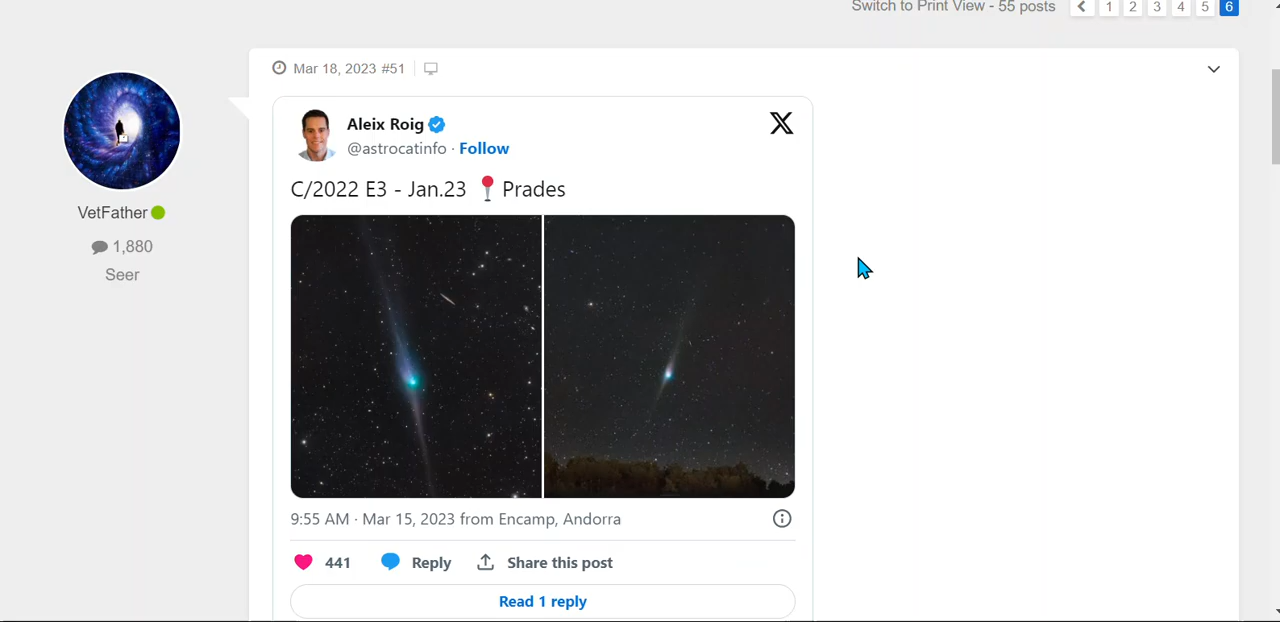 Switch to Print View - 55 posts 1 2 3 4 5 6
Mar 18, 2023 #51
Aleix Roig
@astrocatinfo · Follow
C/2022 E3 - Jan.23 📍 Prades
VetFather
1,880
Seer
9:55 AM · Mar 15, 2023 from Encamp, Andorra
441 Reply Share this post
Read 1 reply